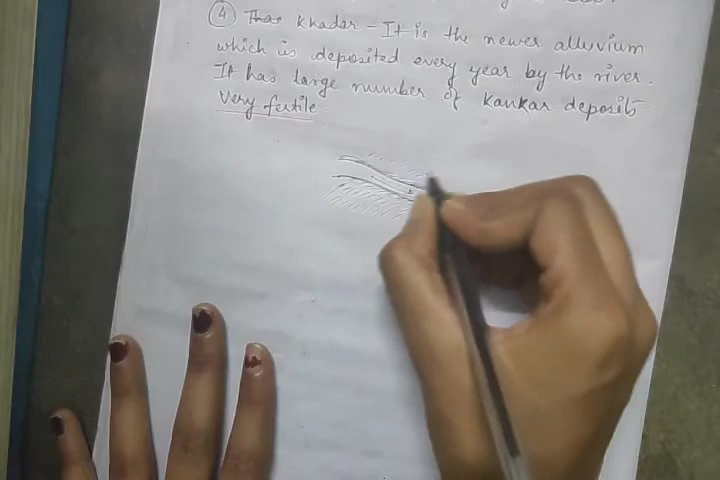 ④ Khadar - It is the newer alluvium
which is deposited every year by the river.
It has large number of Kankar deposits
Very fertile